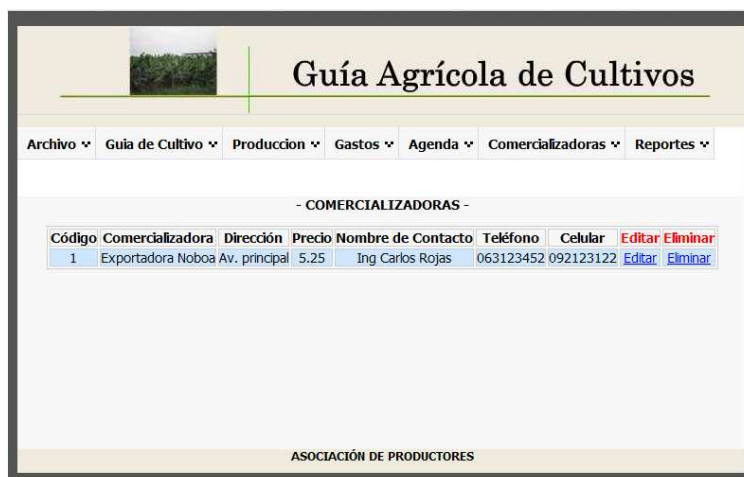 Guía Agrícola de Cultivos
Archivo Guia de Cultivo Produccion Gastos Agenda Comercializadoras Reportes
- COMERCIALIZADORAS -
Código Comercializadora Dirección Precio Nombre de Contacto Teléfono Celular Editar Eliminar
1 Exportadora Noboa Av. principal 5.25 Ing Carlos Rojas 063123452 092123122 Editar Eliminar
ASOCIACIÓN DE PRODUCTORES